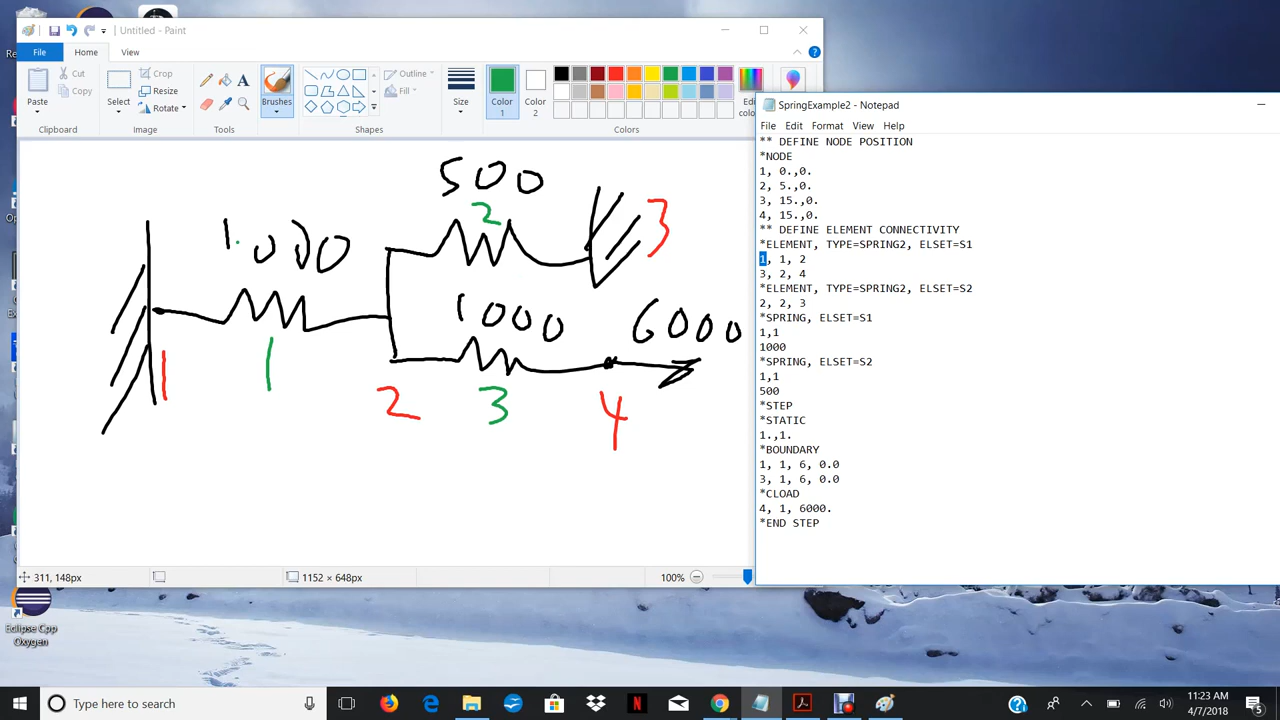 Untitled - Paint
File
Home
View
Paste
Cut
Copy
Clipboard
Select
Crop
Resize
Rotate
Image
A
Tools
Brushes
Outline
Fill
Shapes
Size
Color
1
Color
2
Edit
Colors
500
2
3
1000
1000
6000
1
1
2
3
4
311, 148px
1152 × 648px
100%
SpringExample2 - Notepad
File Edit Format View Help
** DEFINE NODE POSITION
*NODE
1, 0.,0.
2, 5.,0.
3, 15.,0.
4, 15.,0.
** DEFINE ELEMENT CONNECTIVITY
*ELEMENT, TYPE=SPRING2, ELSET=S1
1, 1, 2
3, 2, 4
*ELEMENT, TYPE=SPRING2, ELSET=S2
2, 2, 3
*SPRING, ELSET=S1
1,1
1000
*SPRING, ELSET=S2
1,1
500
*STEP
*STATIC
1.,1.
*BOUNDARY
1, 1, 6, 0.0
3, 1, 6, 0.0
*CLOAD
4, 1, 6000.
*END STEP
Eclipse Cpp
Oxygen
Type here to search
11:23 AM
4/7/2018